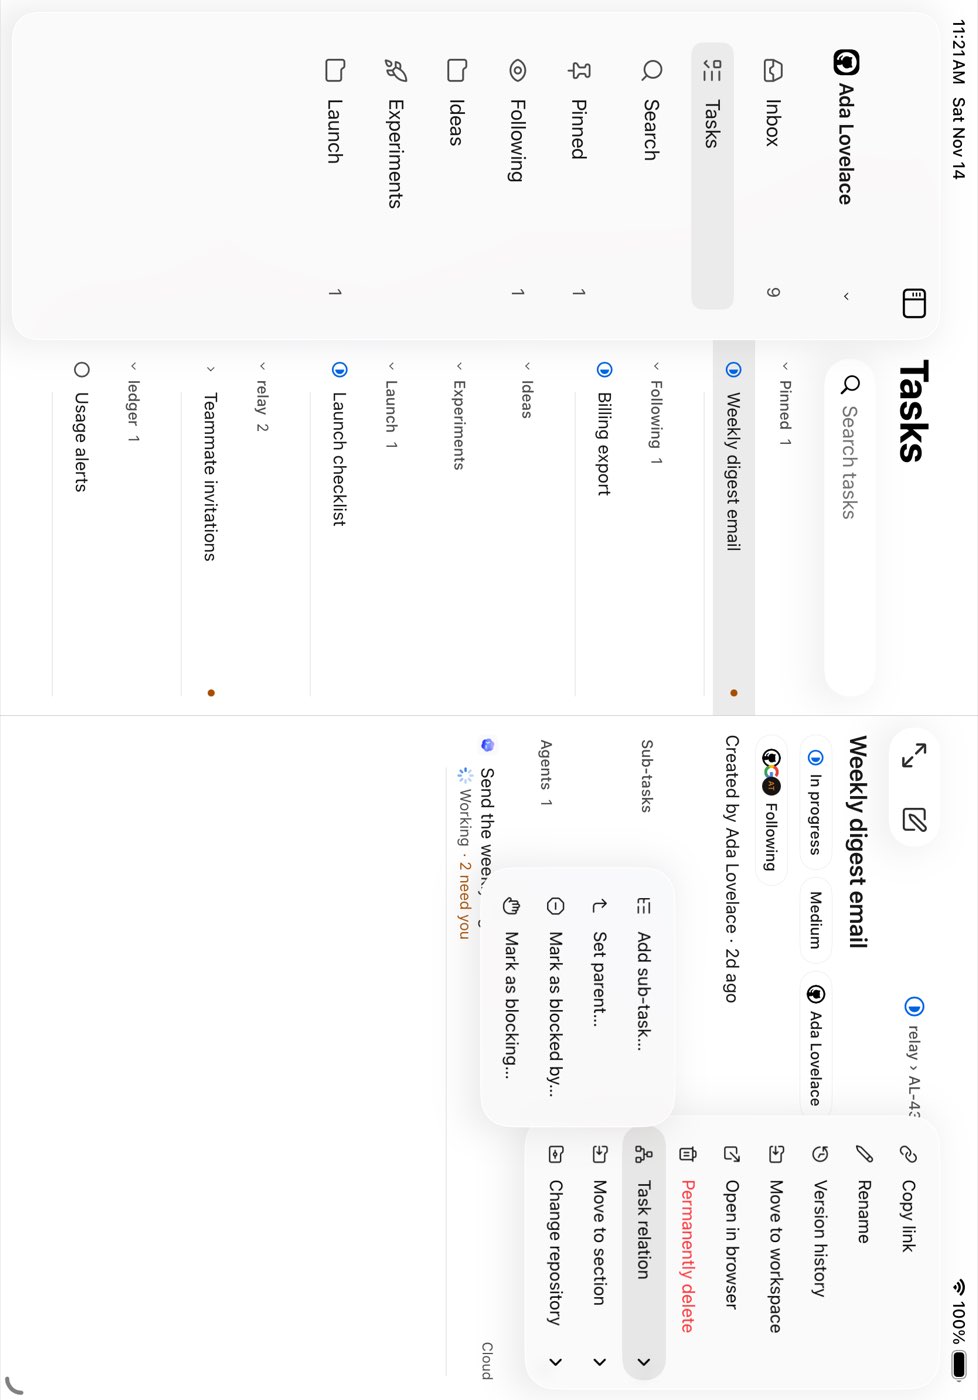 11:21 AM Sat Nov 14
100%
Ada Lovelace
Inbox 9
Tasks
Search
Pinned 1
Following 1
Ideas
Experiments
Launch 1
Tasks
Search tasks
Pinned 1
Weekly digest email
Following 1
Billing export
Ideas
Experiments
Launch 1
Launch checklist
relay 2
Teammate invitations
ledger 1
Usage alerts
relay › AL-43
Weekly digest email
In progress
Medium
Ada Lovelace
AT
Following
Created by Ada Lovelace · 2d ago
Sub-tasks
Agents 1
Send the
Cloud
Working · 2 need you
Copy link
Rename
Version history
Move to workspace
Open in browser
Permanently delete
Task relation
Move to section
Change repository
Add sub-task...
Set parent...
Mark as blocked by...
Mark as blocking...